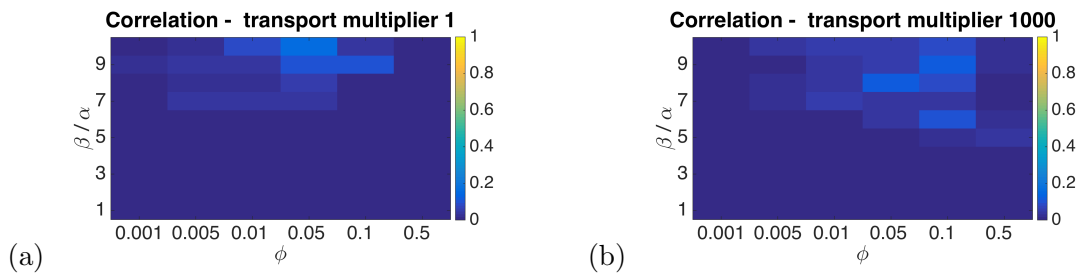 Correlation - transport multiplier 1
β / α
9
7
5
3
1
0.001 0.005 0.01 0.05 0.1 0.5
ϕ
1
0.8
0.6
0.4
0.2
0
(a)
Correlation - transport multiplier 1000
β / α
9
7
5
3
1
0.001 0.005 0.01 0.05 0.1 0.5
ϕ
1
0.8
0.6
0.4
0.2
0
(b)